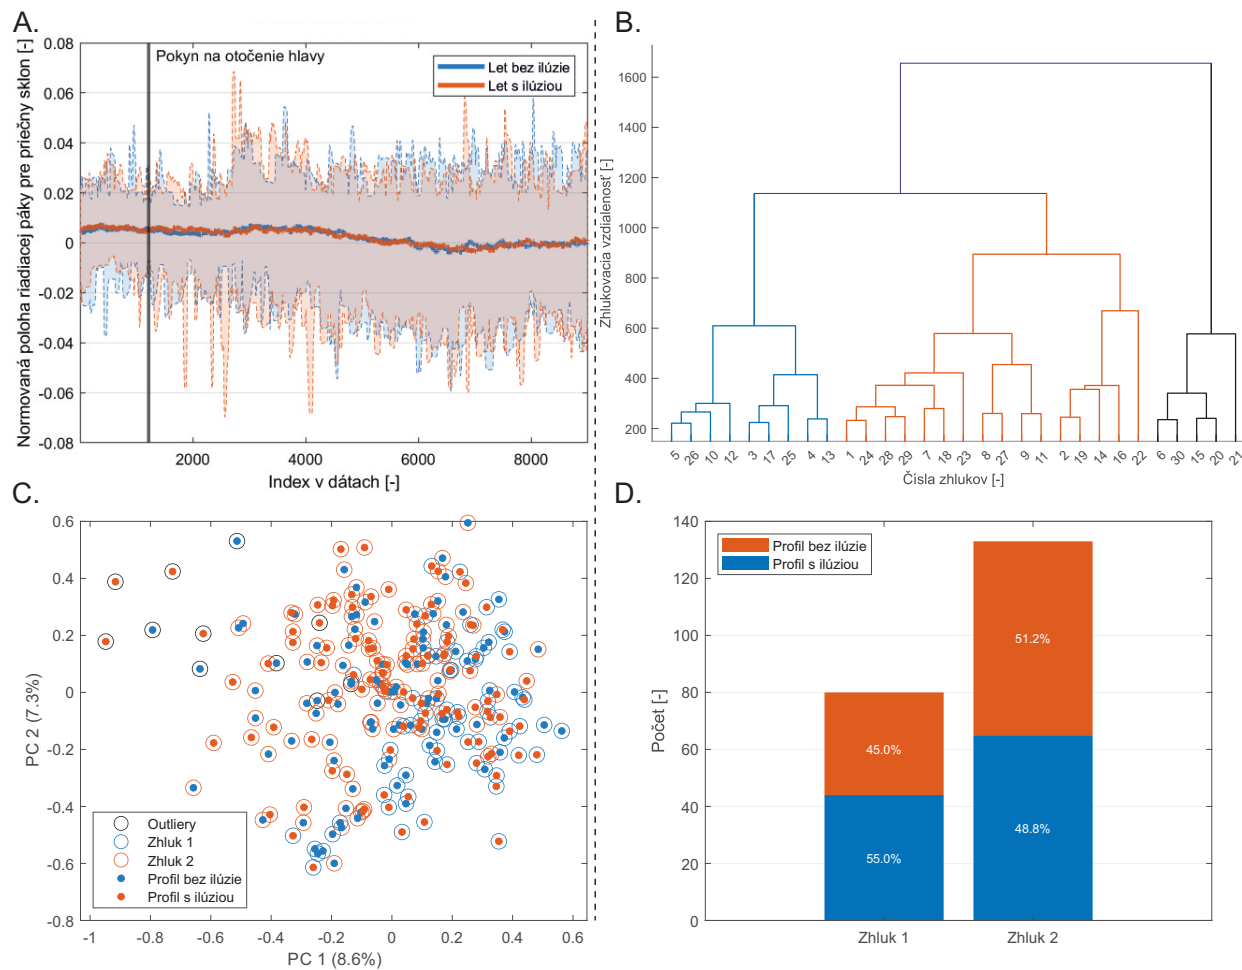 A.
Normovaná poloha riadiacej páky pre priečny sklon [-]
0.08
0.06
0.04
0.02
0
-0.02
-0.04
-0.06
-0.08
Pokyn na otočenie hlavy
Let bez ilúzie
Let s ilúziou
2000 4000 6000 8000
Index v dátach [-]
B.
Zhlukovacia vzdalenosť [-]
1600
1400
1200
1000
800
600
400
200
5 26 10 12 3 17 25 4 13 1 24 28 29 7 18 23 8 27 9 11 2 19 14 16 22 6 30 15 20 21
Čísla zhlukov [-]
C.
PC 2 (7.3%)
0.6
0.4
0.2
0
-0.2
-0.4
-0.6
-0.8
Outliery
Zhluk 1
Zhluk 2
Profil bez ilúzie
Profil s ilúziou
-1 -0.8 -0.6 -0.4 -0.2 0 0.2 0.4 0.6
PC 1 (8.6%)
D.
Počet [-]
140
120
100
80
60
40
20
0
Profil bez ilúzie
Profil s ilúziou
51.2%
45.0%
48.8%
55.0%
Zhluk 1 Zhluk 2